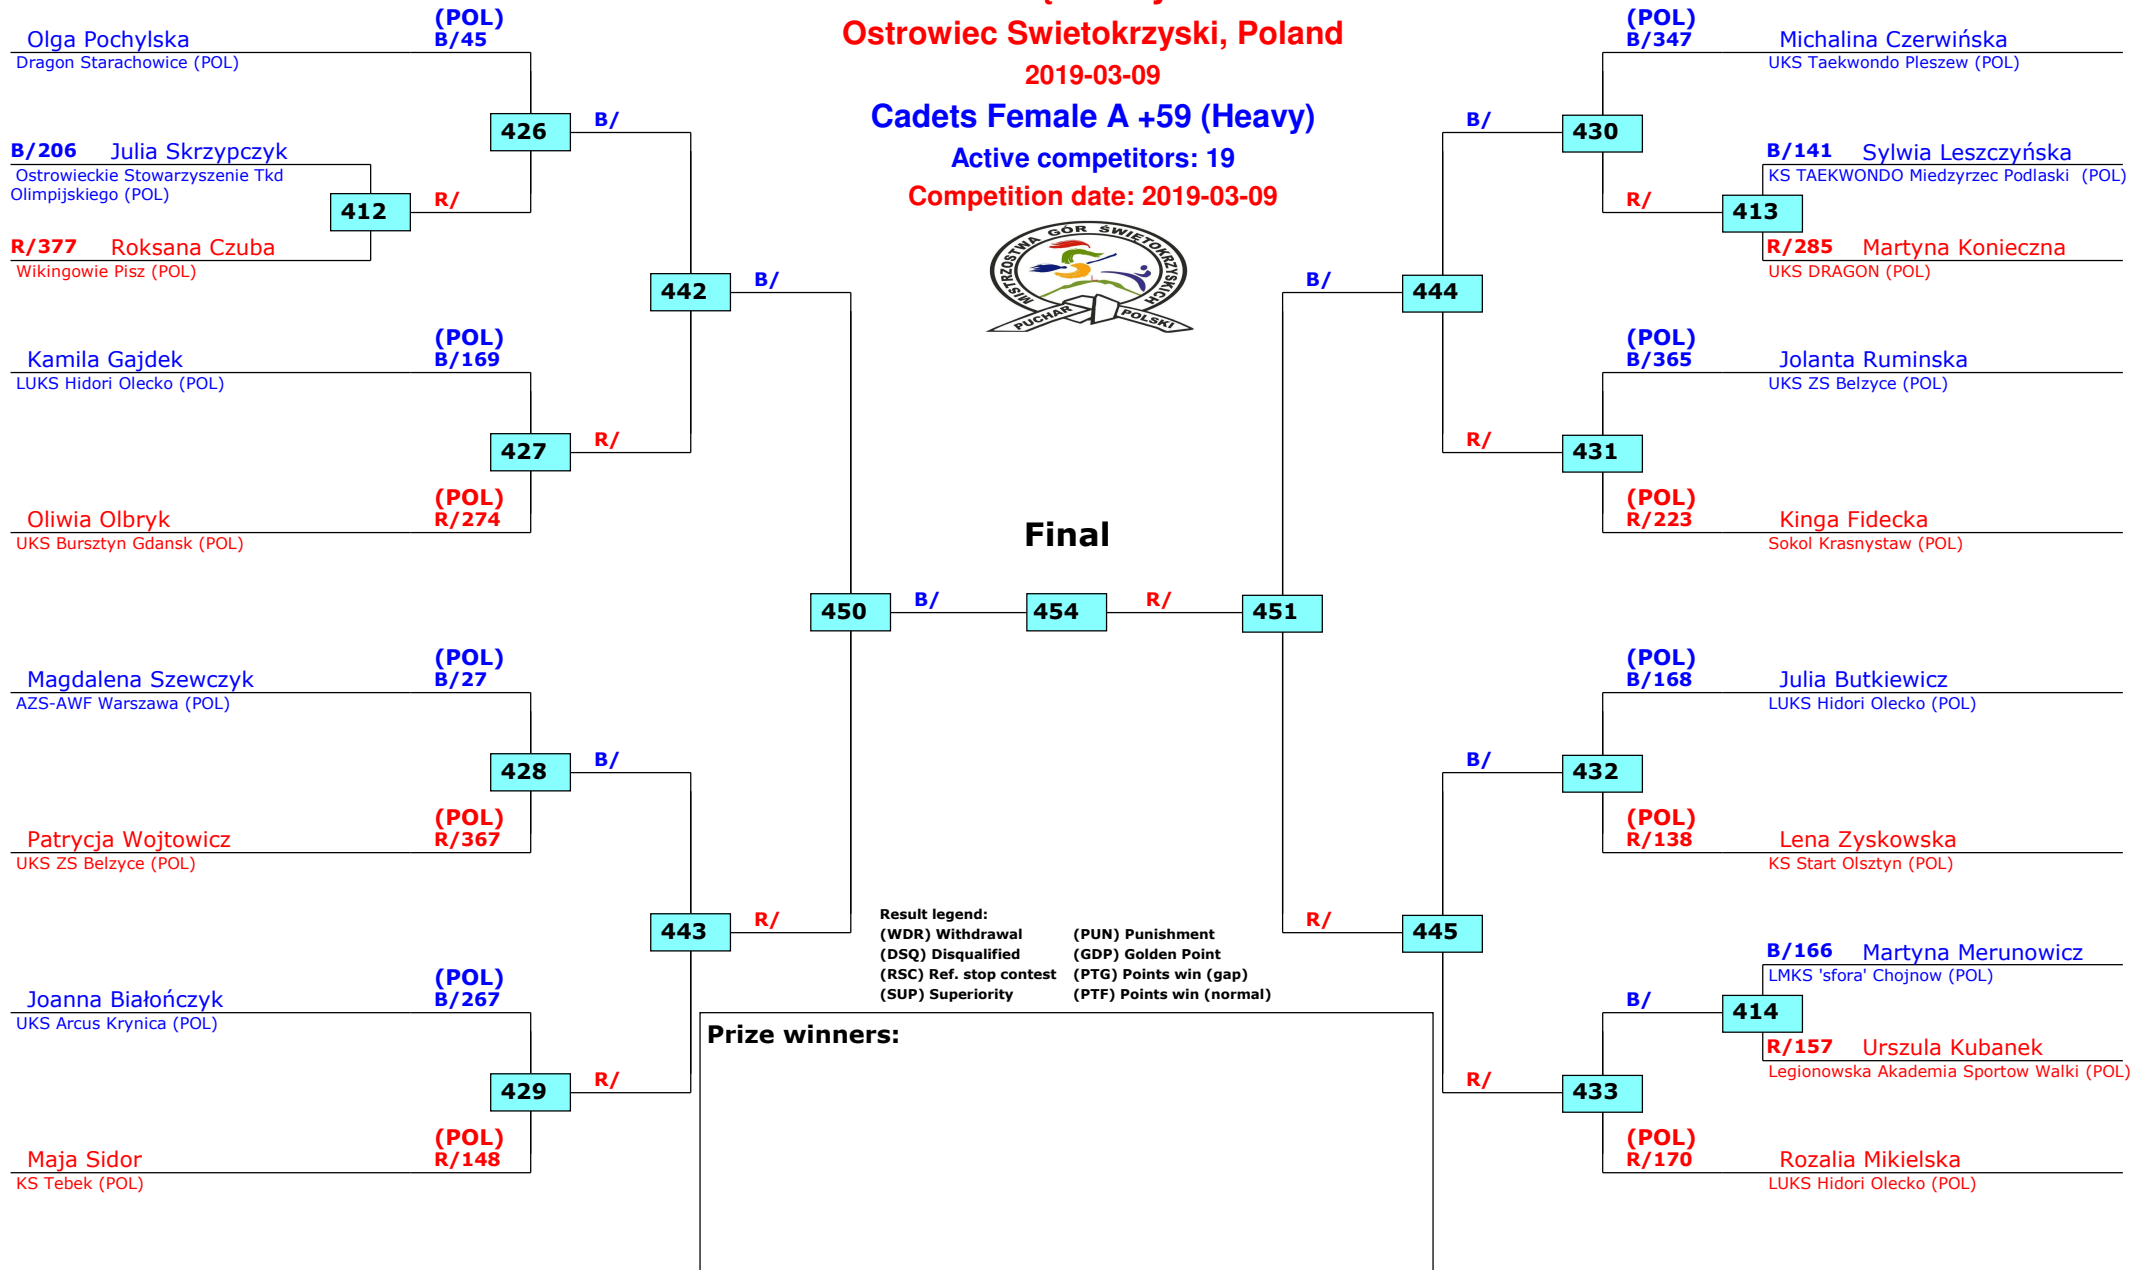 Ostrowiec Swietokrzyski, Poland
2019-03-09
Cadets Female A +59 (Heavy)
Active competitors: 19
Competition date: 2019-03-09
MISTRZOSTWA GÓR ŚWIĘTOKRZYSKICH
PUCHAR POLSKI
(POL)
Olga Pochylska B/45
Dragon Starachowice (POL)
426
B/
B/206 Julia Skrzypczyk
Ostrowieckie Stowarzyszenie Tkd
Olimpijskiego (POL)
412
R/
R/377 Roksana Czuba
Wikingowie Pisz (POL)
442
B/
(POL)
Kamila Gajdek B/169
LUKS Hidori Olecko (POL)
427
R/
(POL)
Oliwia Olbryk R/274
UKS Bursztyn Gdansk (POL)
450
B/
(POL)
Magdalena Szewczyk B/27
AZS-AWF Warszawa (POL)
428
B/
(POL)
Patrycja Wojtowicz R/367
UKS ZS Belzyce (POL)
443
R/
(POL)
Joanna Białończyk B/267
UKS Arcus Krynica (POL)
429
R/
(POL)
Maja Sidor R/148
KS Tebek (POL)
Final
454
R/
451
(POL)
B/347 Michalina Czerwińska
UKS Taekwondo Pleszew (POL)
B/
430
B/141 Sylwia Leszczyńska
KS TAEKWONDO Miedzyrzec Podlaski (POL)
R/
413
R/285 Martyna Konieczna
UKS DRAGON (POL)
B/
444
(POL)
B/365 Jolanta Ruminska
UKS ZS Belzyce (POL)
R/
431
(POL)
R/223 Kinga Fidecka
Sokol Krasnystaw (POL)
(POL)
B/168 Julia Butkiewicz
LUKS Hidori Olecko (POL)
B/
432
(POL)
R/138 Lena Zyskowska
KS Start Olsztyn (POL)
R/
445
B/166 Martyna Merunowicz
LMKS 'sfora' Chojnow (POL)
B/
414
R/157 Urszula Kubanek
Legionowska Akademia Sportow Walki (POL)
R/
433
(POL)
R/170 Rozalia Mikielska
LUKS Hidori Olecko (POL)
Result legend:
(WDR) Withdrawal (PUN) Punishment
(DSQ) Disqualified (GDP) Golden Point
(RSC) Ref. stop contest (PTG) Points win (gap)
(SUP) Superiority (PTF) Points win (normal)
Prize winners: